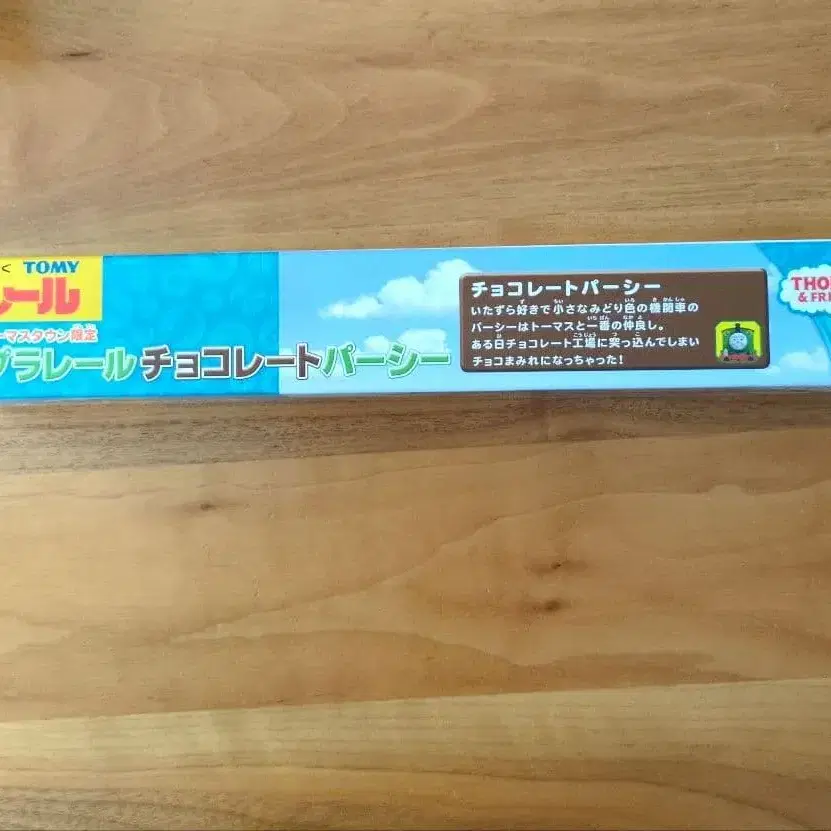 く TOMY
レール
ーマスタウン限定
プラレール チョコレートパーシー
チョコレートパーシー
いたずら好きで小さなみどり色の機関車の
パーシーはトーマスと一番の仲良し。
ある日チョコレート工場に突っ込んでしまい
チョコまみれになっちゃった!
THO
& FRI